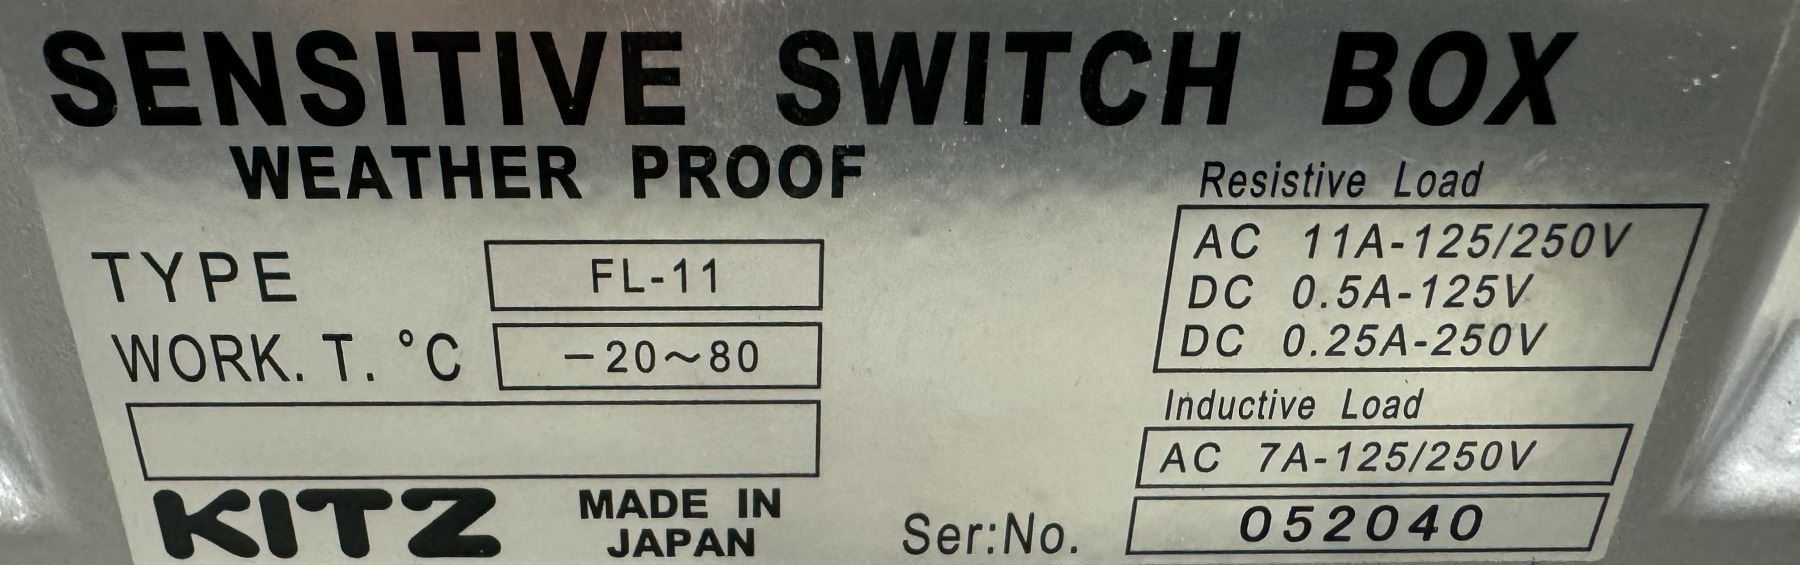 SENSITIVE SWITCH BOX
WEATHER PROOF
TYPE FL-11
WORK. T. °C −20～80
Resistive Load
AC 11A-125/250V
DC 0.5A-125V
DC 0.25A-250V
Inductive Load
AC 7A-125/250V
KITZ
MADE IN
JAPAN
Ser:No. 052040